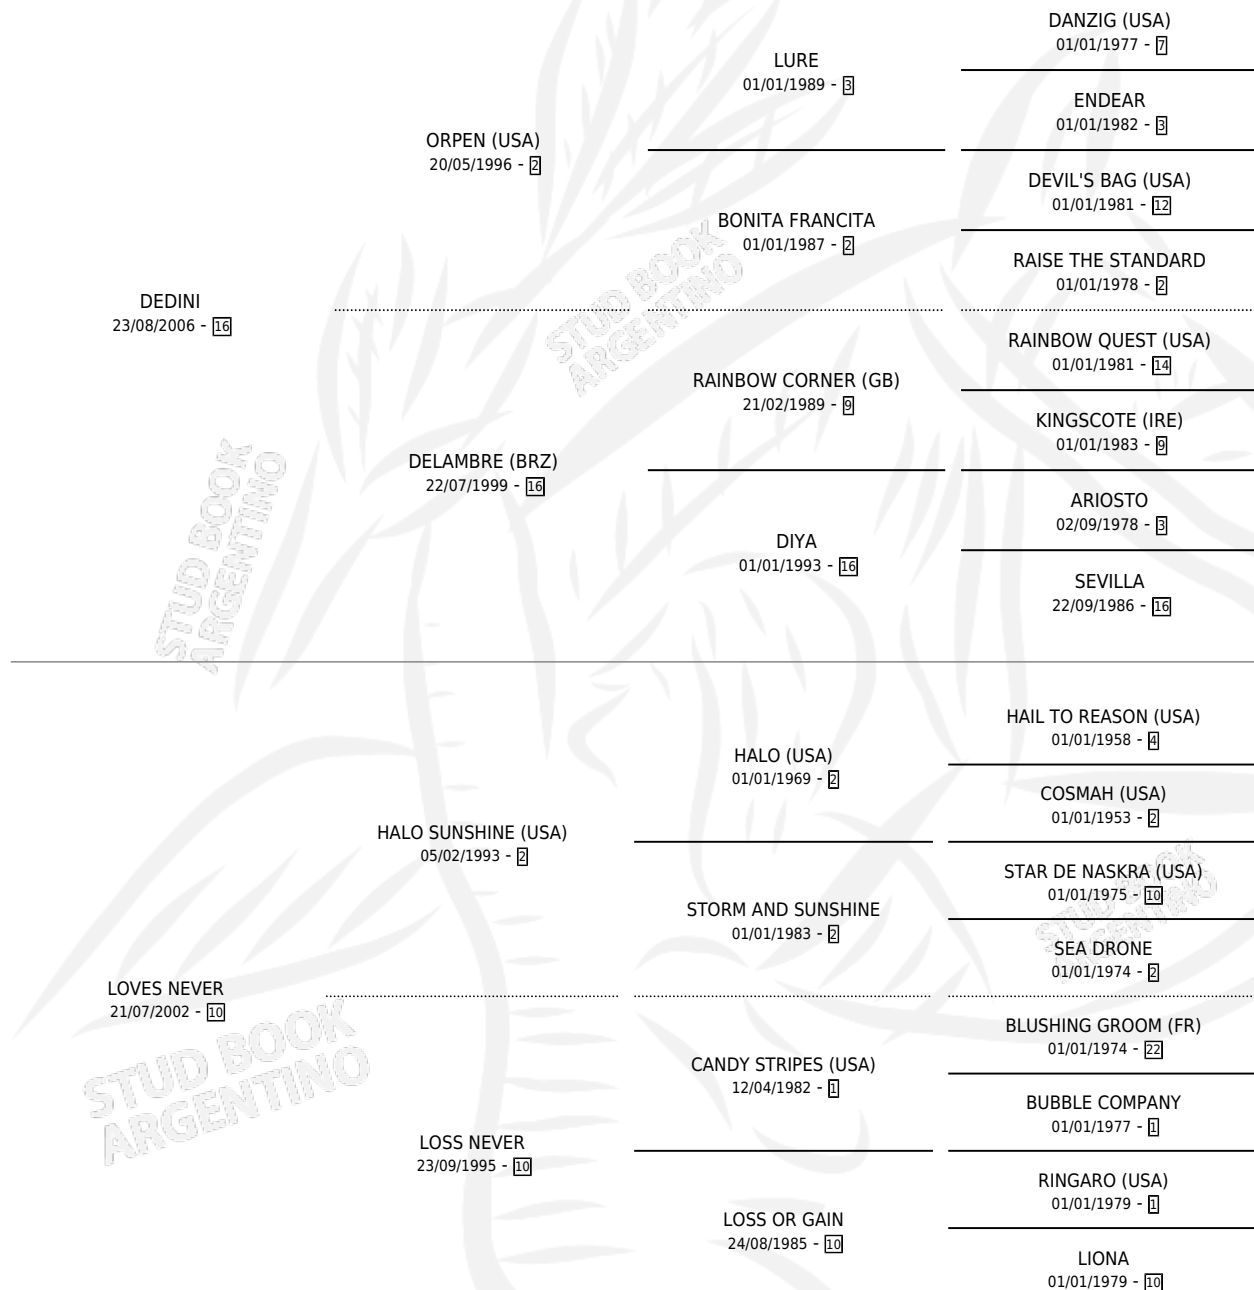 DANZIG (USA)
01/01/1977 - 7
LURE
01/01/1989 - 3
ENDEAR
01/01/1982 - 3
ORPEN (USA)
20/05/1996 - 2
DEVIL'S BAG (USA)
01/01/1981 - 12
BONITA FRANCITA
01/01/1987 - 2
RAISE THE STANDARD
01/01/1978 - 2
DEDINI
23/08/2006 - 16
RAINBOW QUEST (USA)
01/01/1981 - 14
RAINBOW CORNER (GB)
21/02/1989 - 9
KINGSCOTE (IRE)
01/01/1983 - 9
DELAMBRE (BRZ)
22/07/1999 - 16
ARIOSTO
02/09/1978 - 3
DIYA
01/01/1993 - 16
SEVILLA
22/09/1986 - 16
HAIL TO REASON (USA)
01/01/1958 - 4
HALO (USA)
01/01/1969 - 2
COSMAH (USA)
01/01/1953 - 2
HALO SUNSHINE (USA)
05/02/1993 - 2
STAR DE NASKRA (USA)
01/01/1975 - 10
STORM AND SUNSHINE
01/01/1983 - 2
SEA DRONE
01/01/1974 - 2
LOVES NEVER
21/07/2002 - 10
BLUSHING GROOM (FR)
01/01/1974 - 22
CANDY STRIPES (USA)
12/04/1982 - 1
BUBBLE COMPANY
01/01/1977 - 1
LOSS NEVER
23/09/1995 - 10
RINGARO (USA)
01/01/1979 - 1
LOSS OR GAIN
24/08/1985 - 10
LIONA
01/01/1979 - 10
STUD BOOK
ARGENTINO
STUD BOOK
ARGENTINO
STUD BOOK
ARGENTINO
STUD BOOK
ARGENTINO